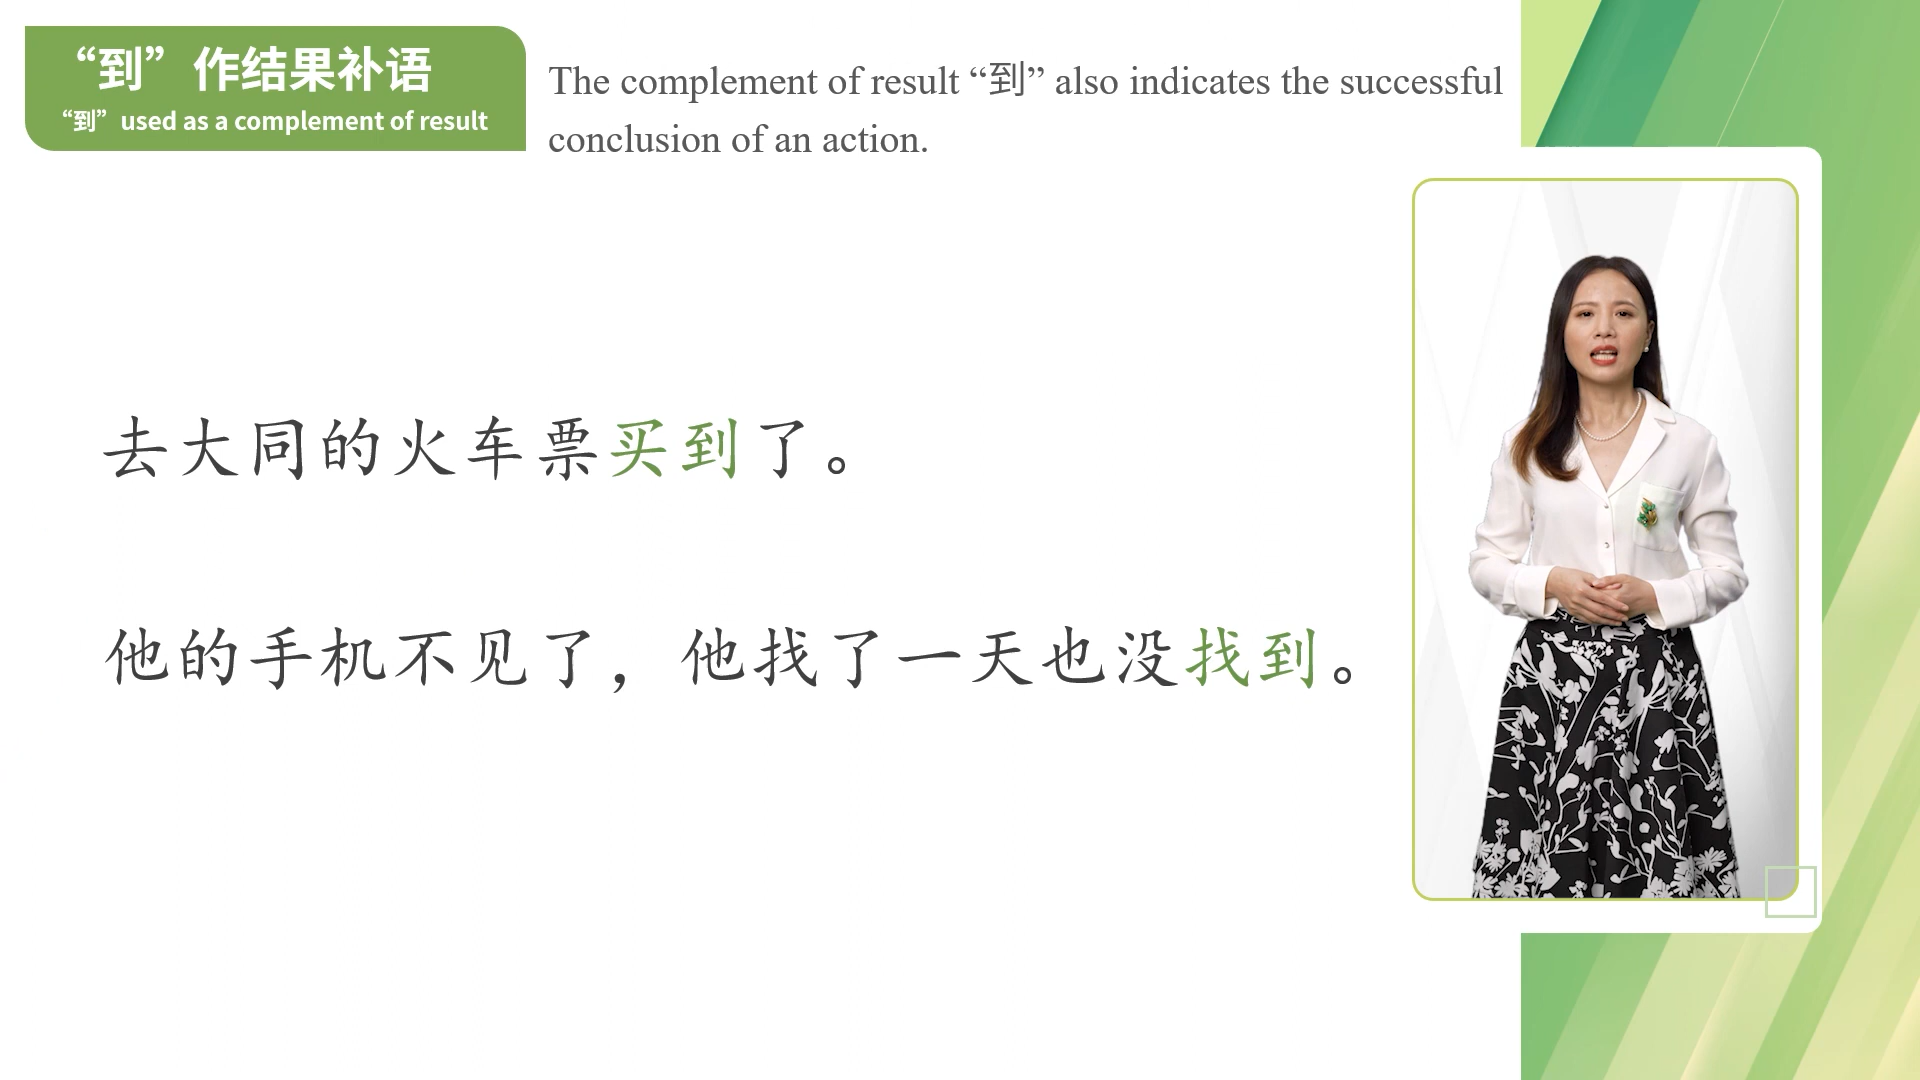 “到”作结果补语
“到”used as a complement of result
The complement of result “到” also indicates the successful
conclusion of an action.
去大同的火车票买到了。
他的手机不见了，他找了一天也没找到。